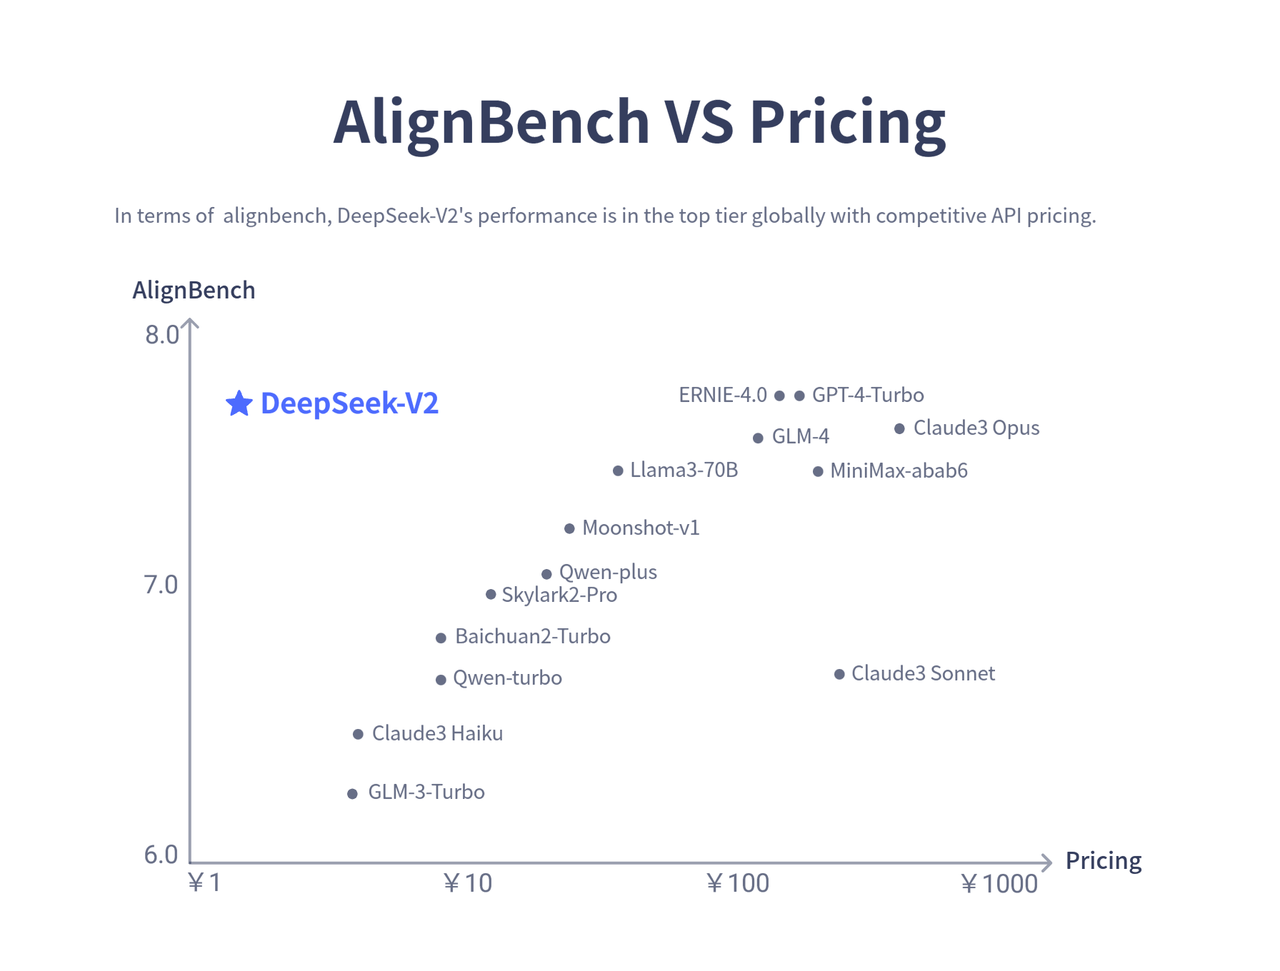 AlignBench VS Pricing
In terms of  alignbench, DeepSeek-V2's performance is in the top tier globally with competitive API pricing.
AlignBench
8.0
DeepSeek-V2
ERNIE-4.0
GPT-4-Turbo
Claude3 Opus
GLM-4
Llama3-70B
MiniMax-abab6
Moonshot-v1
Qwen-plus
7.0
Skylark2-Pro
Baichuan2-Turbo
Claude3 Sonnet
Qwen-turbo
Claude3 Haiku
GLM-3-Turbo
6.0
Pricing
¥1
¥10
¥100
¥1000